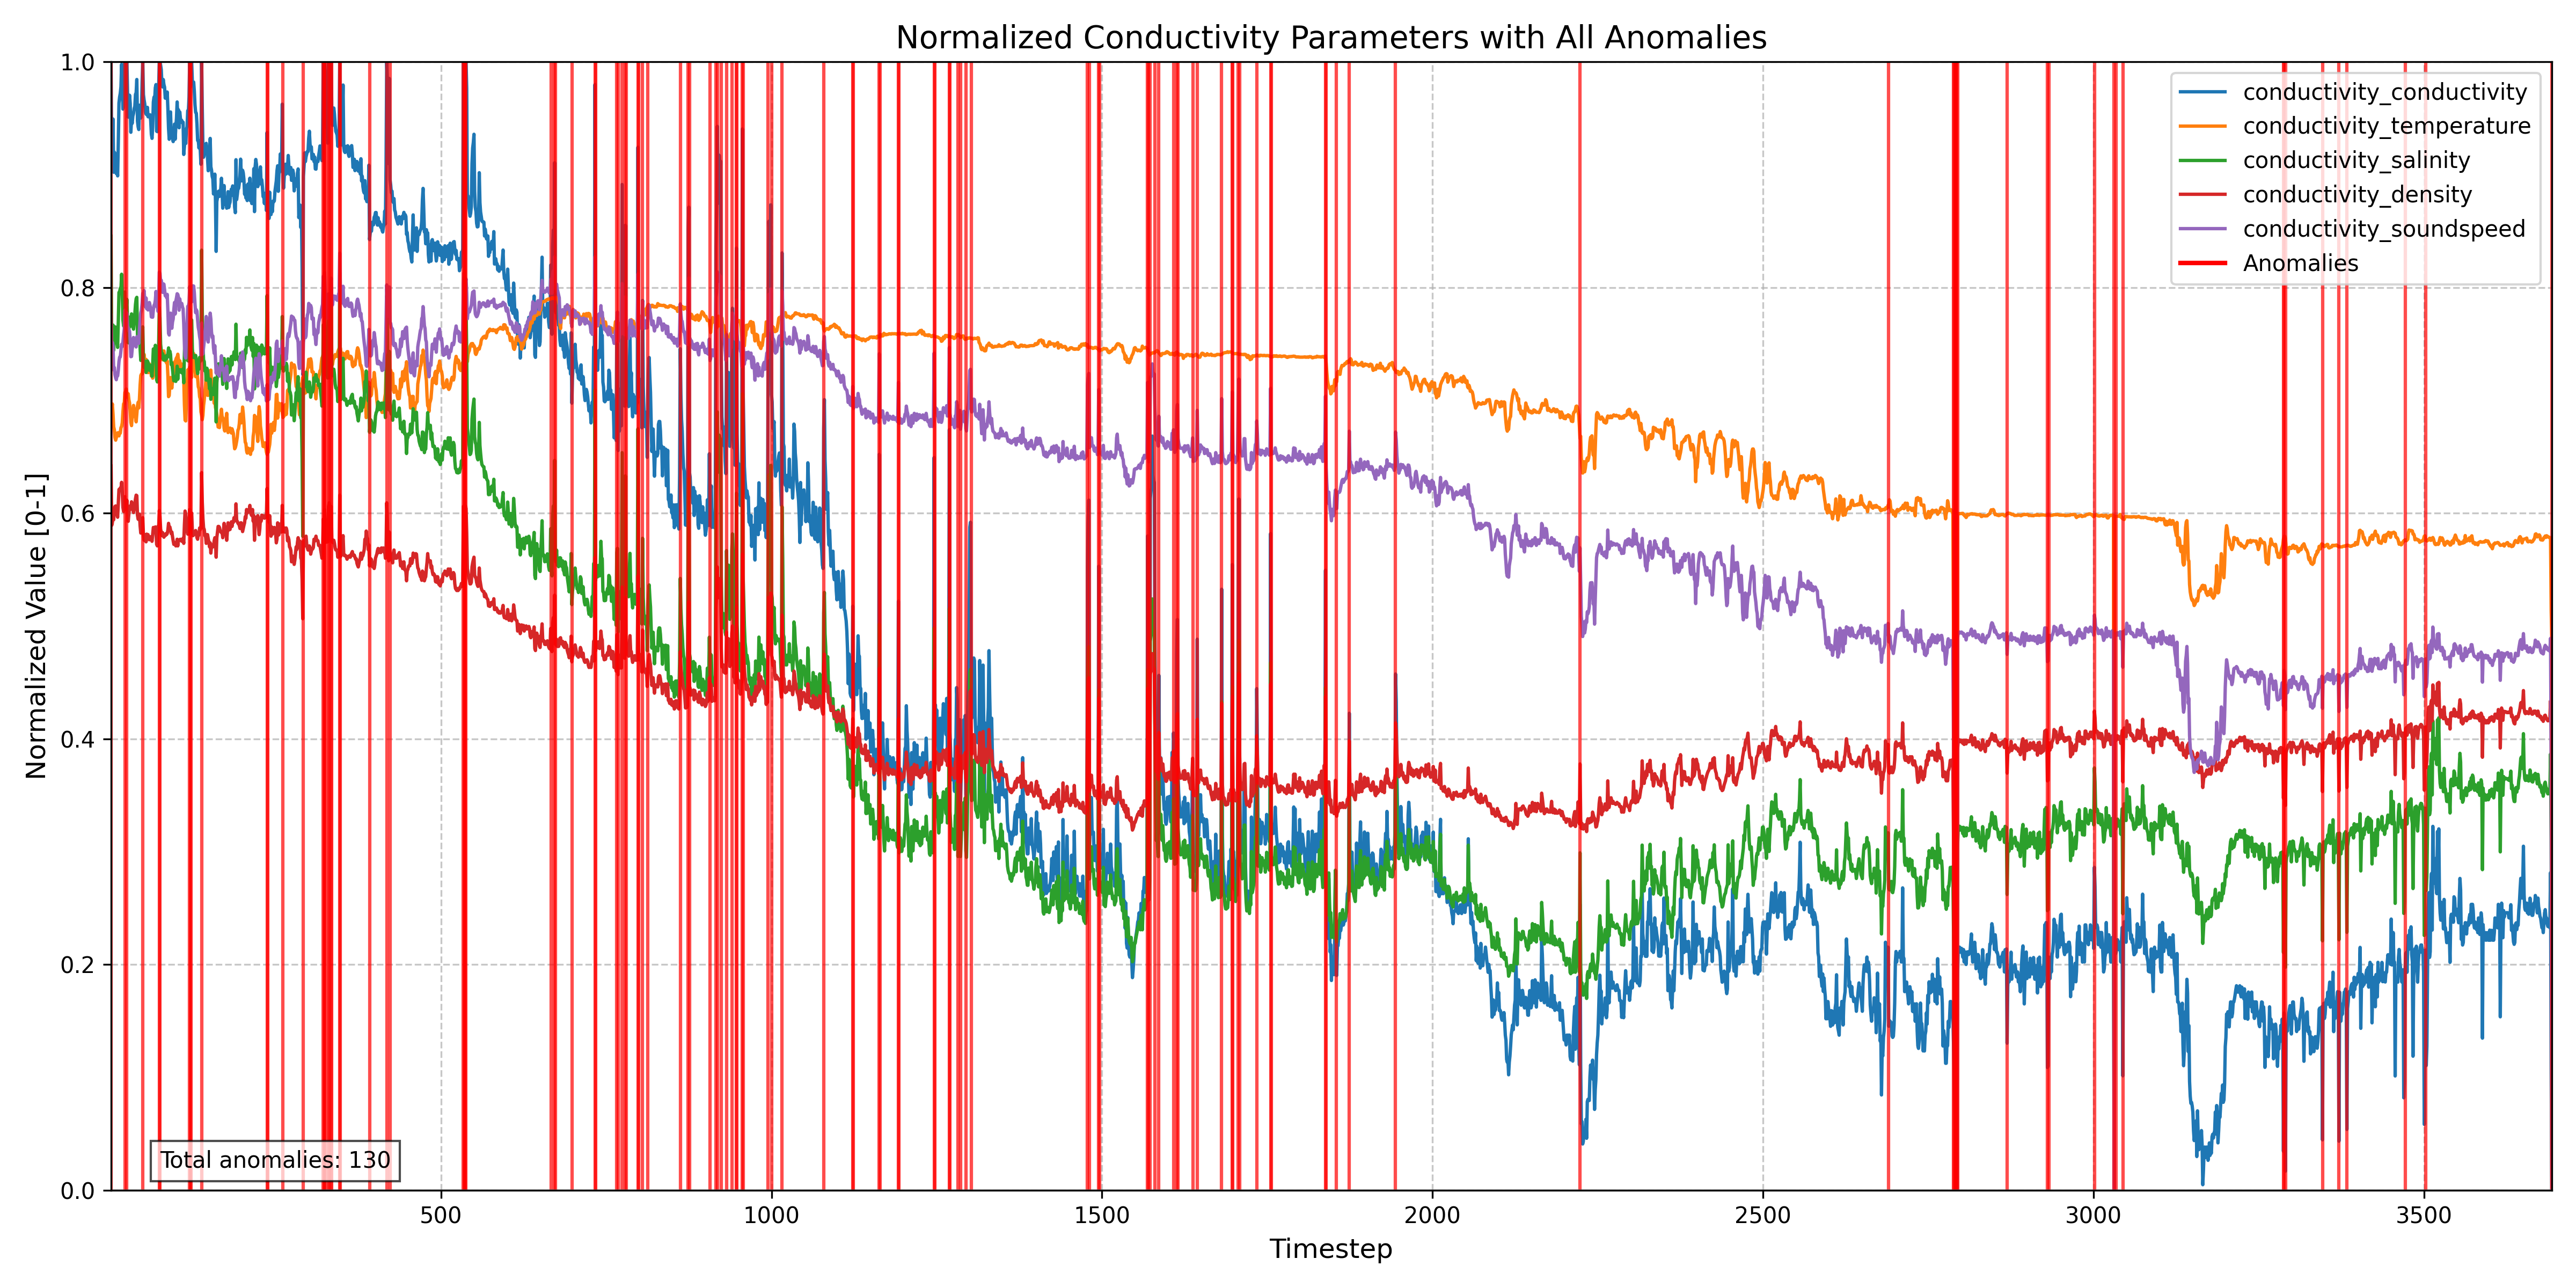 Normalized Conductivity Parameters with All Anomalies
Normalized Value [0-1]
1.0
0.8
0.6
0.4
0.2
0.0
conductivity_conductivity
conductivity_temperature
conductivity_salinity
conductivity_density
conductivity_soundspeed
Anomalies
Total anomalies: 130
500
1000
1500
2000
2500
3000
3500
Timestep